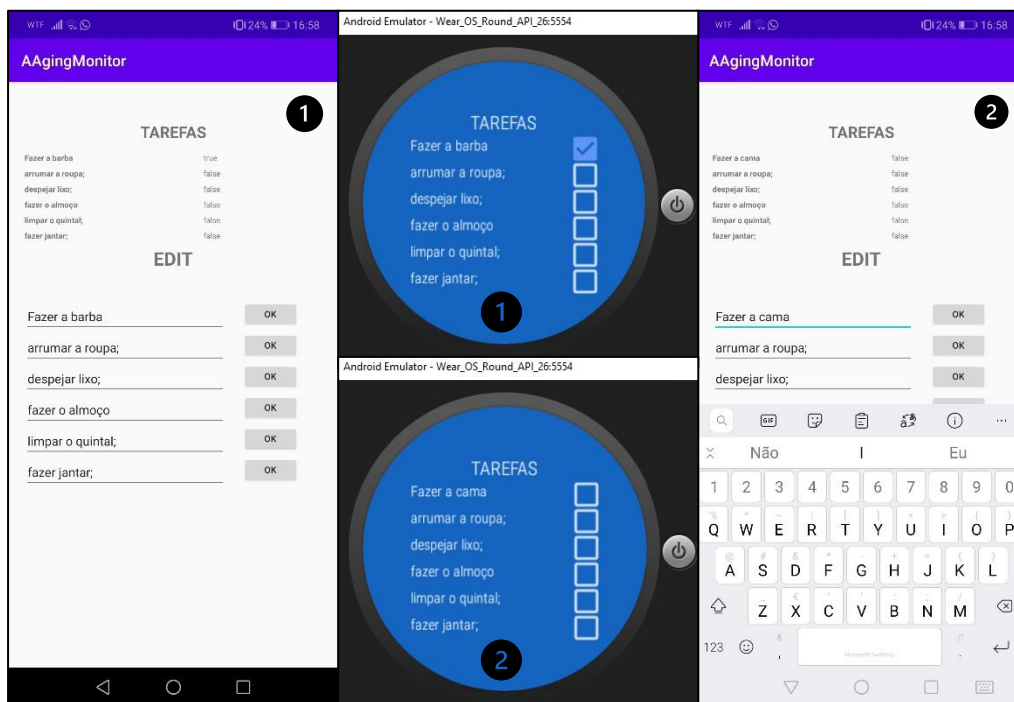 WTF 24% 16:58
AAgingMonitor
1
TAREFAS
Fazer a barba true
arrumar a roupa; false
despejar lixo; false
fazer o almoço false
limpar o quintal; false
fazer jantar; false
EDIT
Fazer a barba OK
arrumar a roupa; OK
despejar lixo; OK
fazer o almoço OK
limpar o quintal; OK
fazer jantar; OK
Android Emulator - Wear_OS_Round_API_26:5554
TAREFAS
Fazer a barba
arrumar a roupa;
despejar lixo;
fazer o almoço
limpar o quintal;
fazer jantar;
1
Android Emulator - Wear_OS_Round_API_26:5554
TAREFAS
Fazer a cama
arrumar a roupa;
despejar lixo;
fazer o almoço
limpar o quintal;
fazer jantar;
2
WTF 24% 16:58
AAgingMonitor
2
TAREFAS
Fazer a cama false
arrumar a roupa; false
despejar lixo; false
fazer o almoço false
limpar o quintal; false
fazer jantar; false
EDIT
Fazer a cama OK
arrumar a roupa; OK
despejar lixo; OK
GIF
Não I Eu
1 2 3 4 5 6 7 8 9 0
Q W E R T Y U I O P
A S D F G H J K L
Z X C V B N M
123 , .
Microsoft SwiftKey